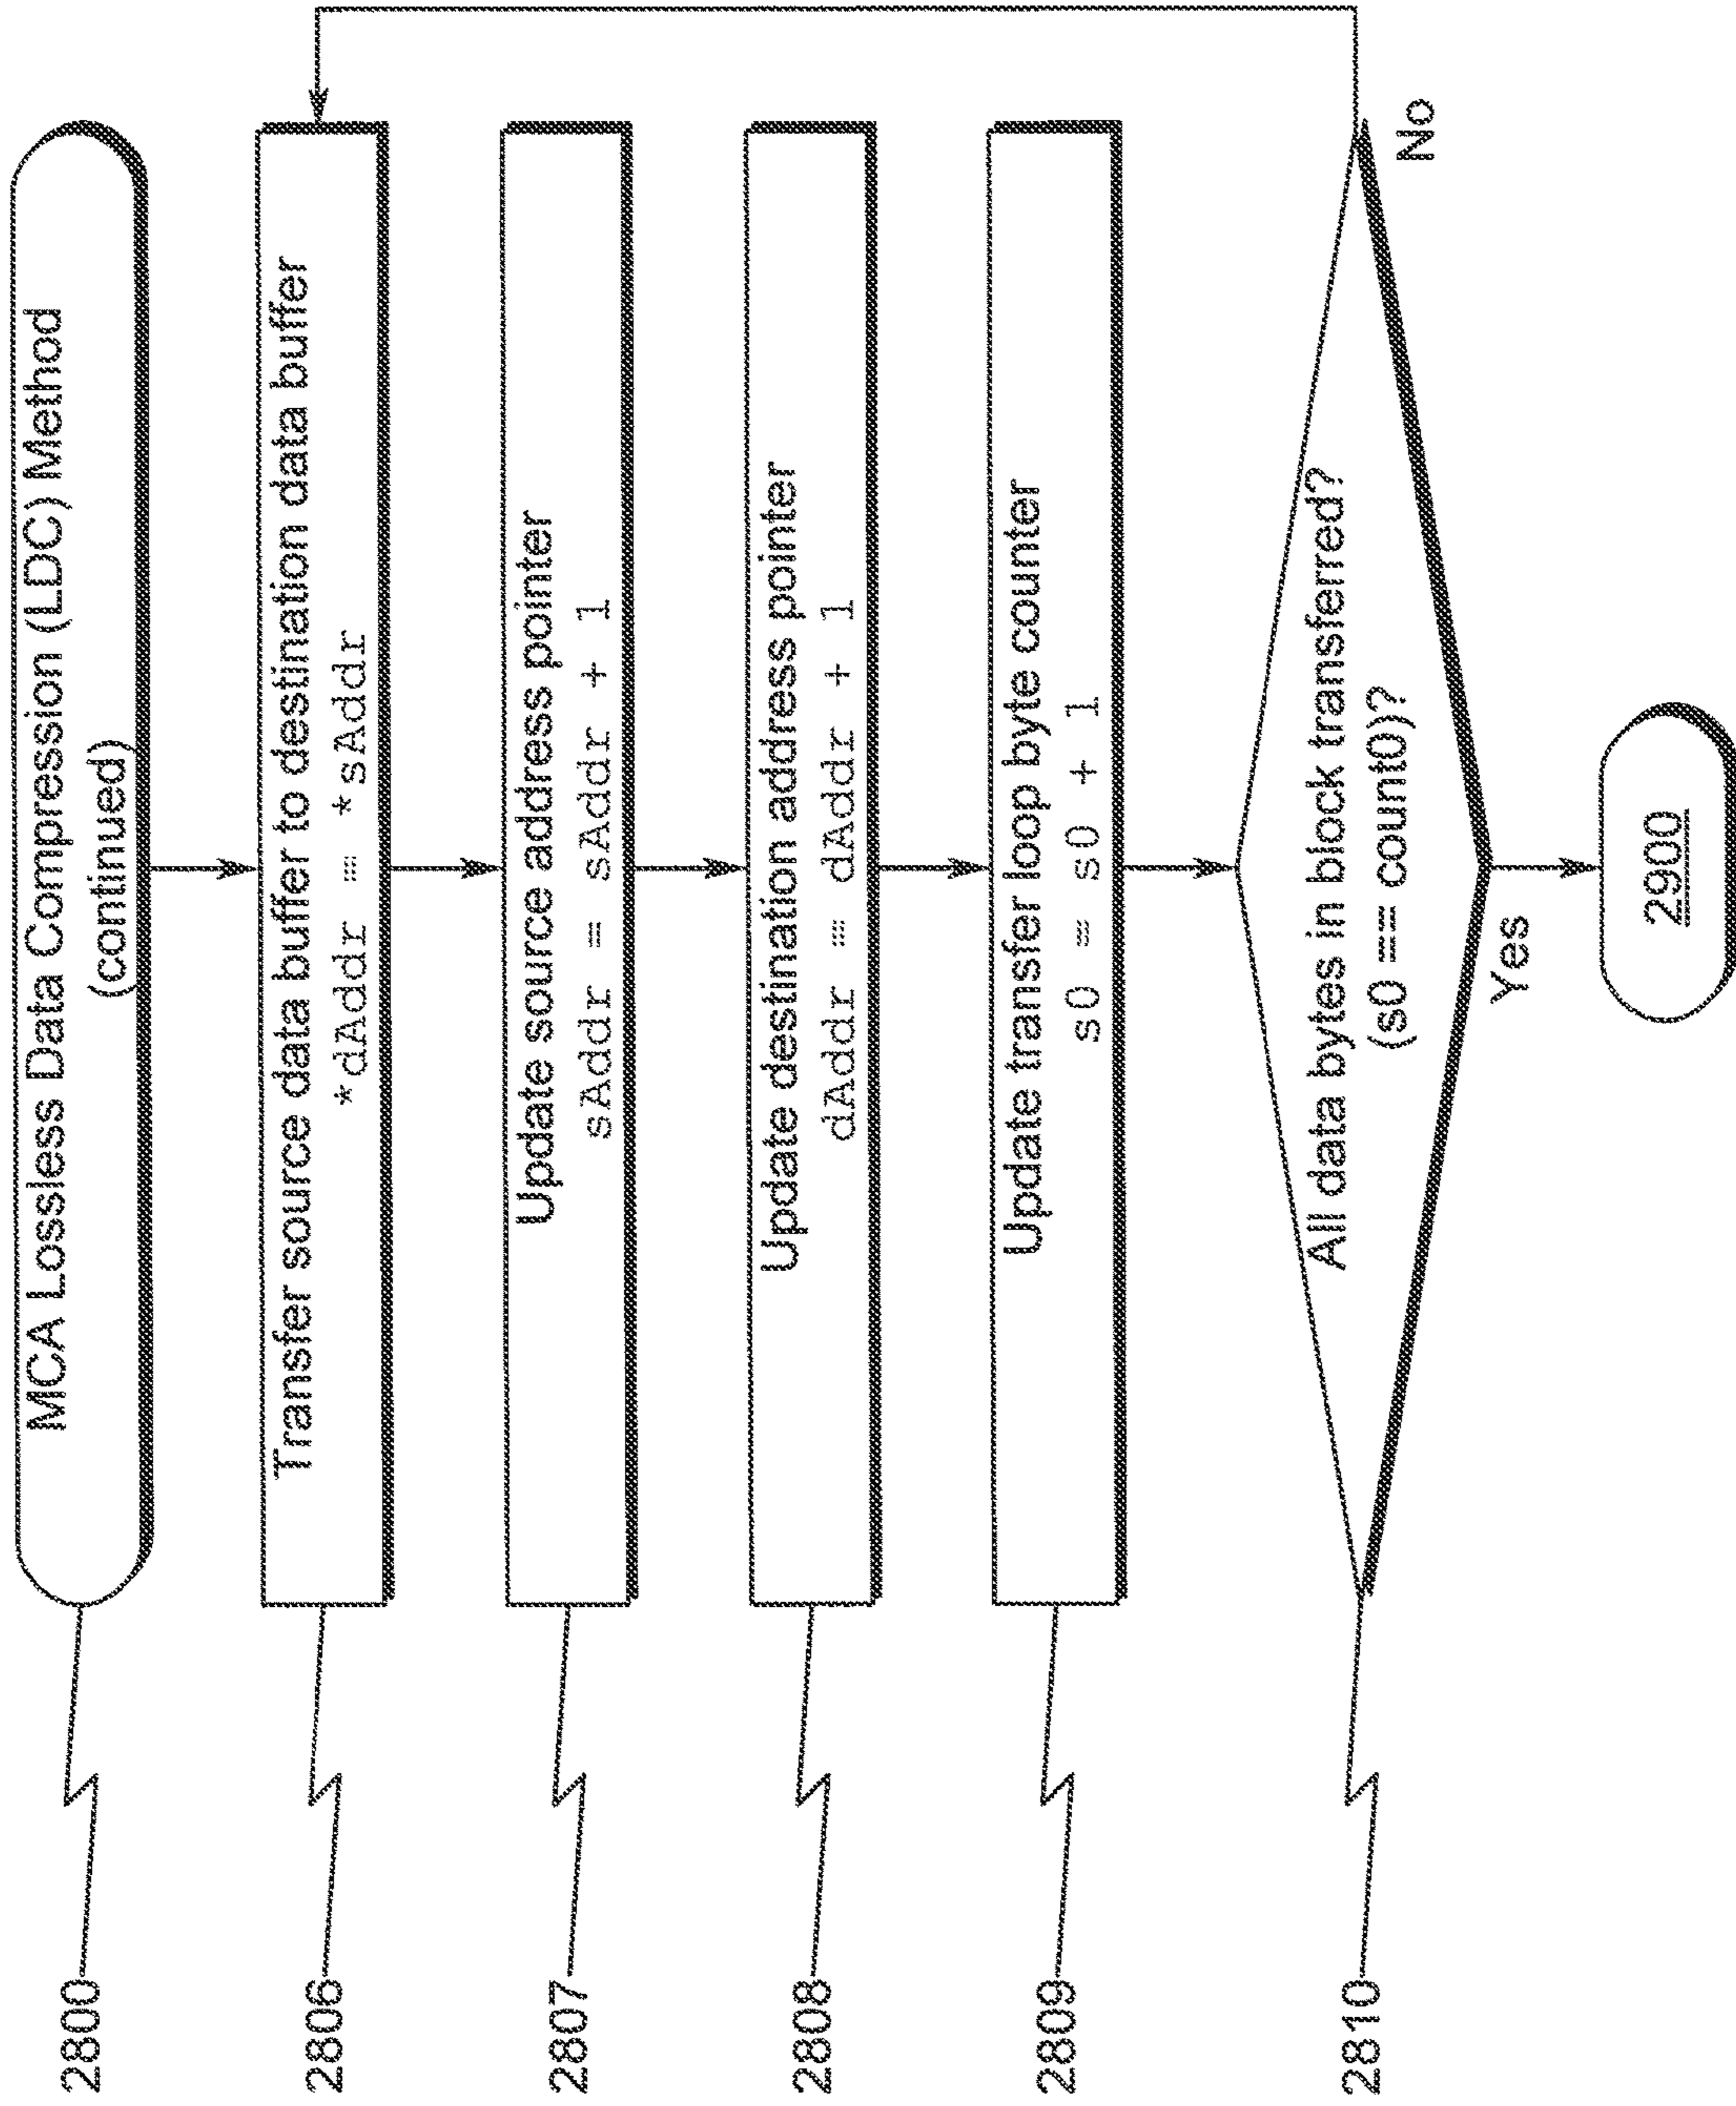 2800
MCA Lossless Data Compression (LDC) Method
(continued)
2806
Transfer source data buffer to destination data buffer
*dAddr = *sAddr
2807
Update source address pointer
sAddr = sAddr + 1
2808
Update destination address pointer
dAddr = dAddr + 1
2809
Update transfer loop byte counter
s0 = s0 + 1
2810
All data bytes in block transferred?
(s0 == count0)?
No
Yes
2900